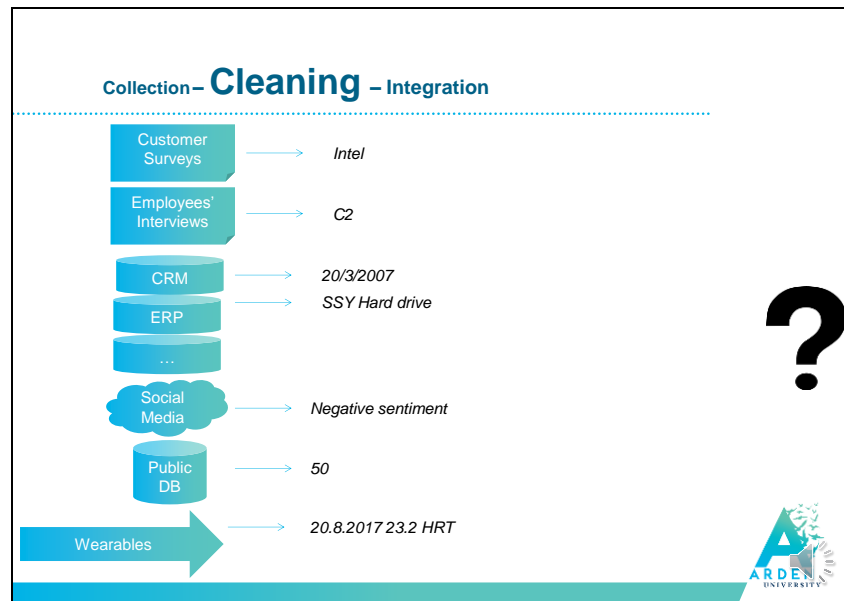 Collection – Cleaning – Integration
Customer
Surveys
Intel
Employees'
Interviews
C2
CRM
20/3/2007
SSY Hard drive
ERP
...
Social
Media
Negative sentiment
Public
DB
50
20.8.2017 23.2 HRT
Wearables
?
UNIVERSITY